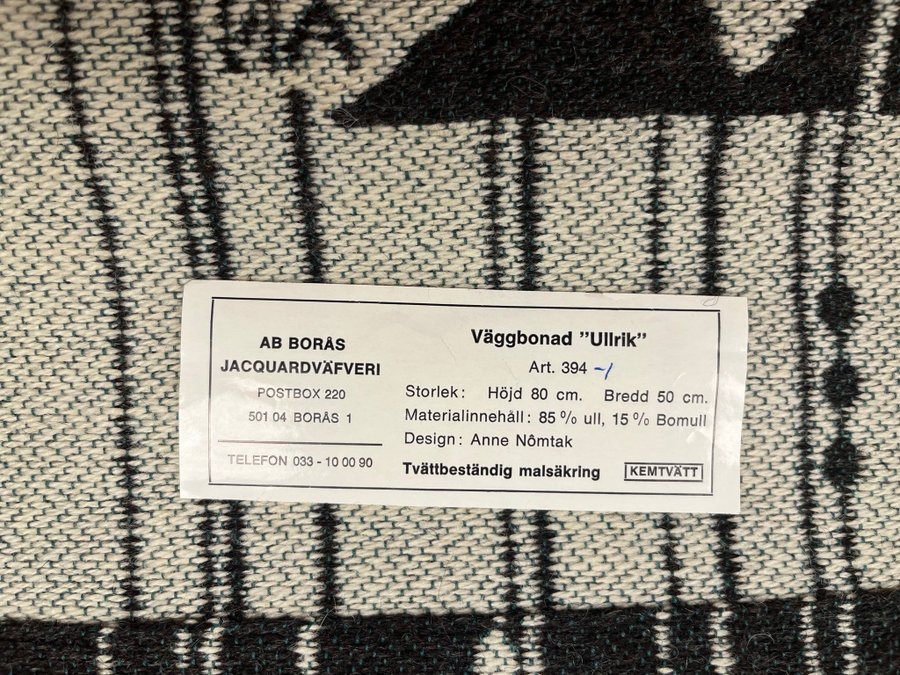 AB BORÅS
JACQUARDVÄFVERI
POSTBOX 220
501 04 BORÅS 1
TELEFON 033 - 10 00 90
Väggbonad ”Ullrik”
Art. 394 -1
Storlek: Höjd 80 cm. Bredd 50 cm.
Materialinnehåll: 85 % ull, 15 % Bomull
Design: Anne Nômtak
Tvättbeständig malsäkring KEMTVÄTT